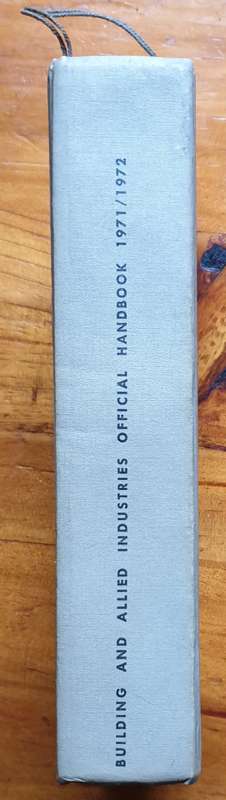 BUILDING AND ALLIED INDUSTRIES OFFICIAL HANDBOOK 1971/1972